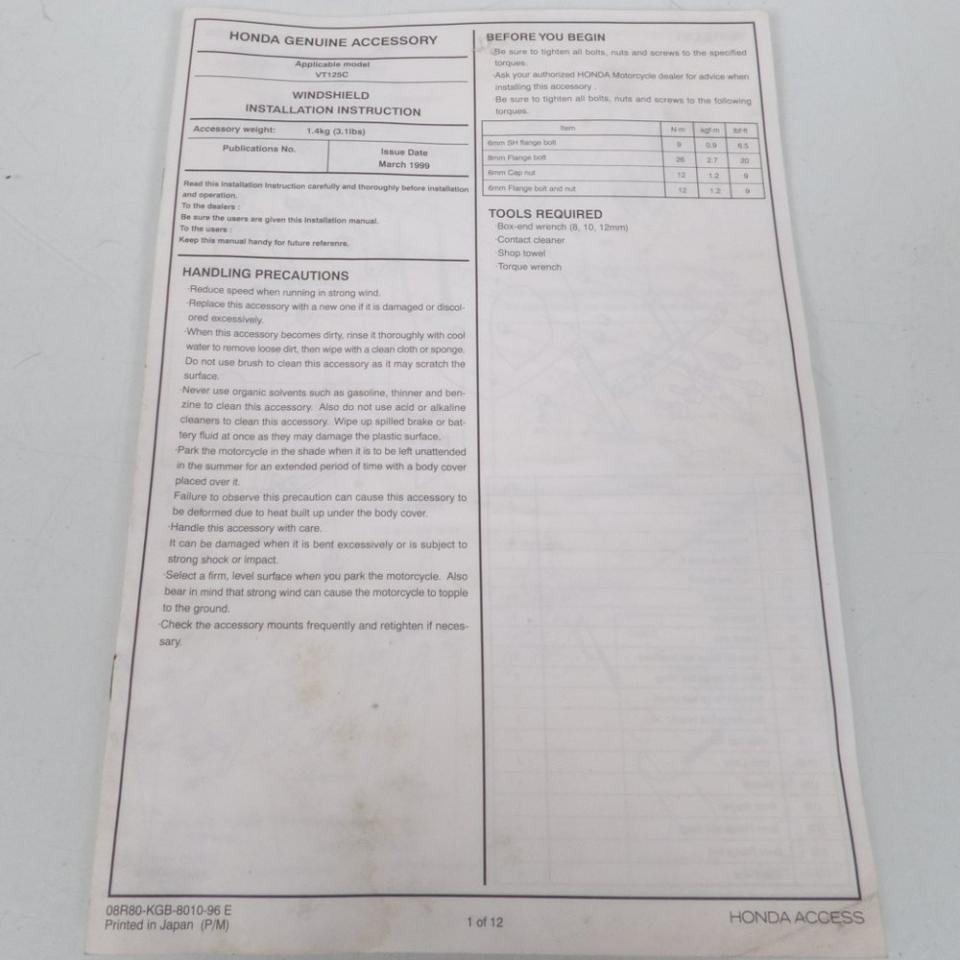 HONDA GENUINE ACCESSORY
Applicable model
VT125C
WINDSHIELD
INSTALLATION INSTRUCTION
Accessory weight: 1.4kg (3.1lbs)
Publications No.
Issue Date
March 1999
Read this Installation Instruction carefully and thoroughly before installation
and operation.
To the dealers :
Be sure the users are given this Installation manual.
To the users :
Keep this manual handy for future reference.
HANDLING PRECAUTIONS
·Reduce speed when running in strong wind.
·Replace this accessory with a new one if it is damaged or discol-
ored excessively.
·When this accessory becomes dirty, rinse it thoroughly with cool
water to remove loose dirt, then wipe with a clean cloth or sponge.
Do not use brush to clean this accessory as it may scratch the
surface.
·Never use organic solvents such as gasoline, thinner and ben-
zine to clean this accessory. Also do not use acid or alkaline
cleaners to clean this accessory. Wipe up spilled brake or bat-
tery fluid at once as they may damage the plastic surface.
·Park the motorcycle in the shade when it is to be left unattended
in the summer for an extended period of time with a body cover
placed over it.
Failure to observe this precaution can cause this accessory to
be deformed due to heat built up under the body cover.
·Handle this accessory with care.
It can be damaged when it is bent excessively or is subject to
strong shock or impact.
·Select a firm, level surface when you park the motorcycle. Also
bear in mind that strong wind can cause the motorcycle to topple
to the ground.
·Check the accessory mounts frequently and retighten if neces-
sary.
BEFORE YOU BEGIN
·Be sure to tighten all bolts, nuts and screws to the specified
torques.
·Ask your authorized HONDA Motorcycle dealer for advice when
installing this accessory .
·Be sure to tighten all bolts, nuts and screws to the following
torques.
Item N·m kgf·m lbf·ft
6mm SH flange bolt 9 0.9 6.5
8mm Flange bolt 26 2.7 20
6mm Cap nut 12 1.2 9
6mm Flange bolt and nut 12 1.2 9
TOOLS REQUIRED
·Box-end wrench (8, 10, 12mm)
·Contact cleaner
·Shop towel
·Torque wrench
08R80-KGB-8010-96 E
Printed in Japan (P/M)
1 of 12
HONDA ACCESS